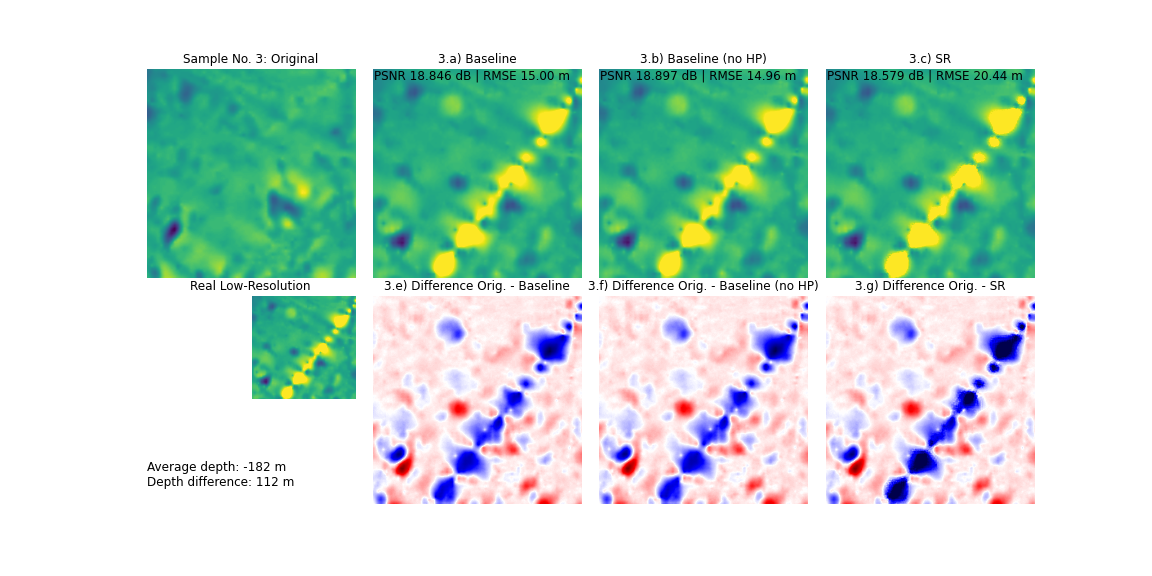 Sample No. 3: Original
3.a) Baseline
3.b) Baseline (no HP)
3.c) SR
PSNR 18.846 dB | RMSE 15.00 m
PSNR 18.897 dB | RMSE 14.96 m
PSNR 18.579 dB | RMSE 20.44 m
Real Low-Resolution
3.e) Difference Orig. - Baseline
3.f) Difference Orig. - Baseline (no HP)
3.g) Difference Orig. - SR
Average depth: -182 m
Depth difference: 112 m